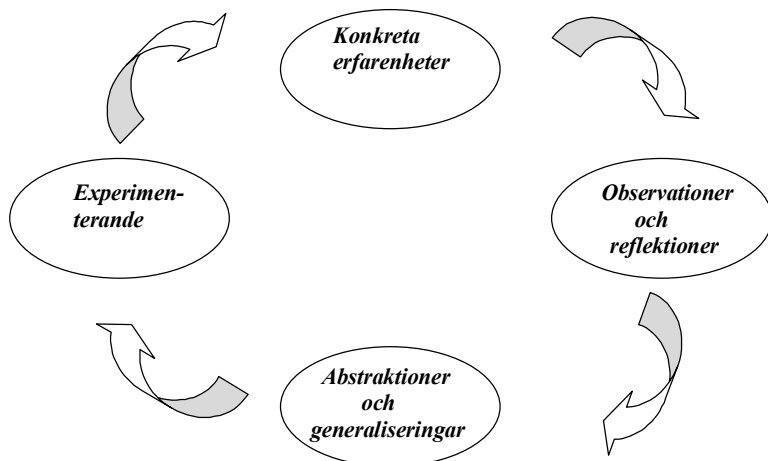 Konkreta
erfarenheter
Experimen-
terande
Observationer
och
reflektioner
Abstraktioner
och
generaliseringar